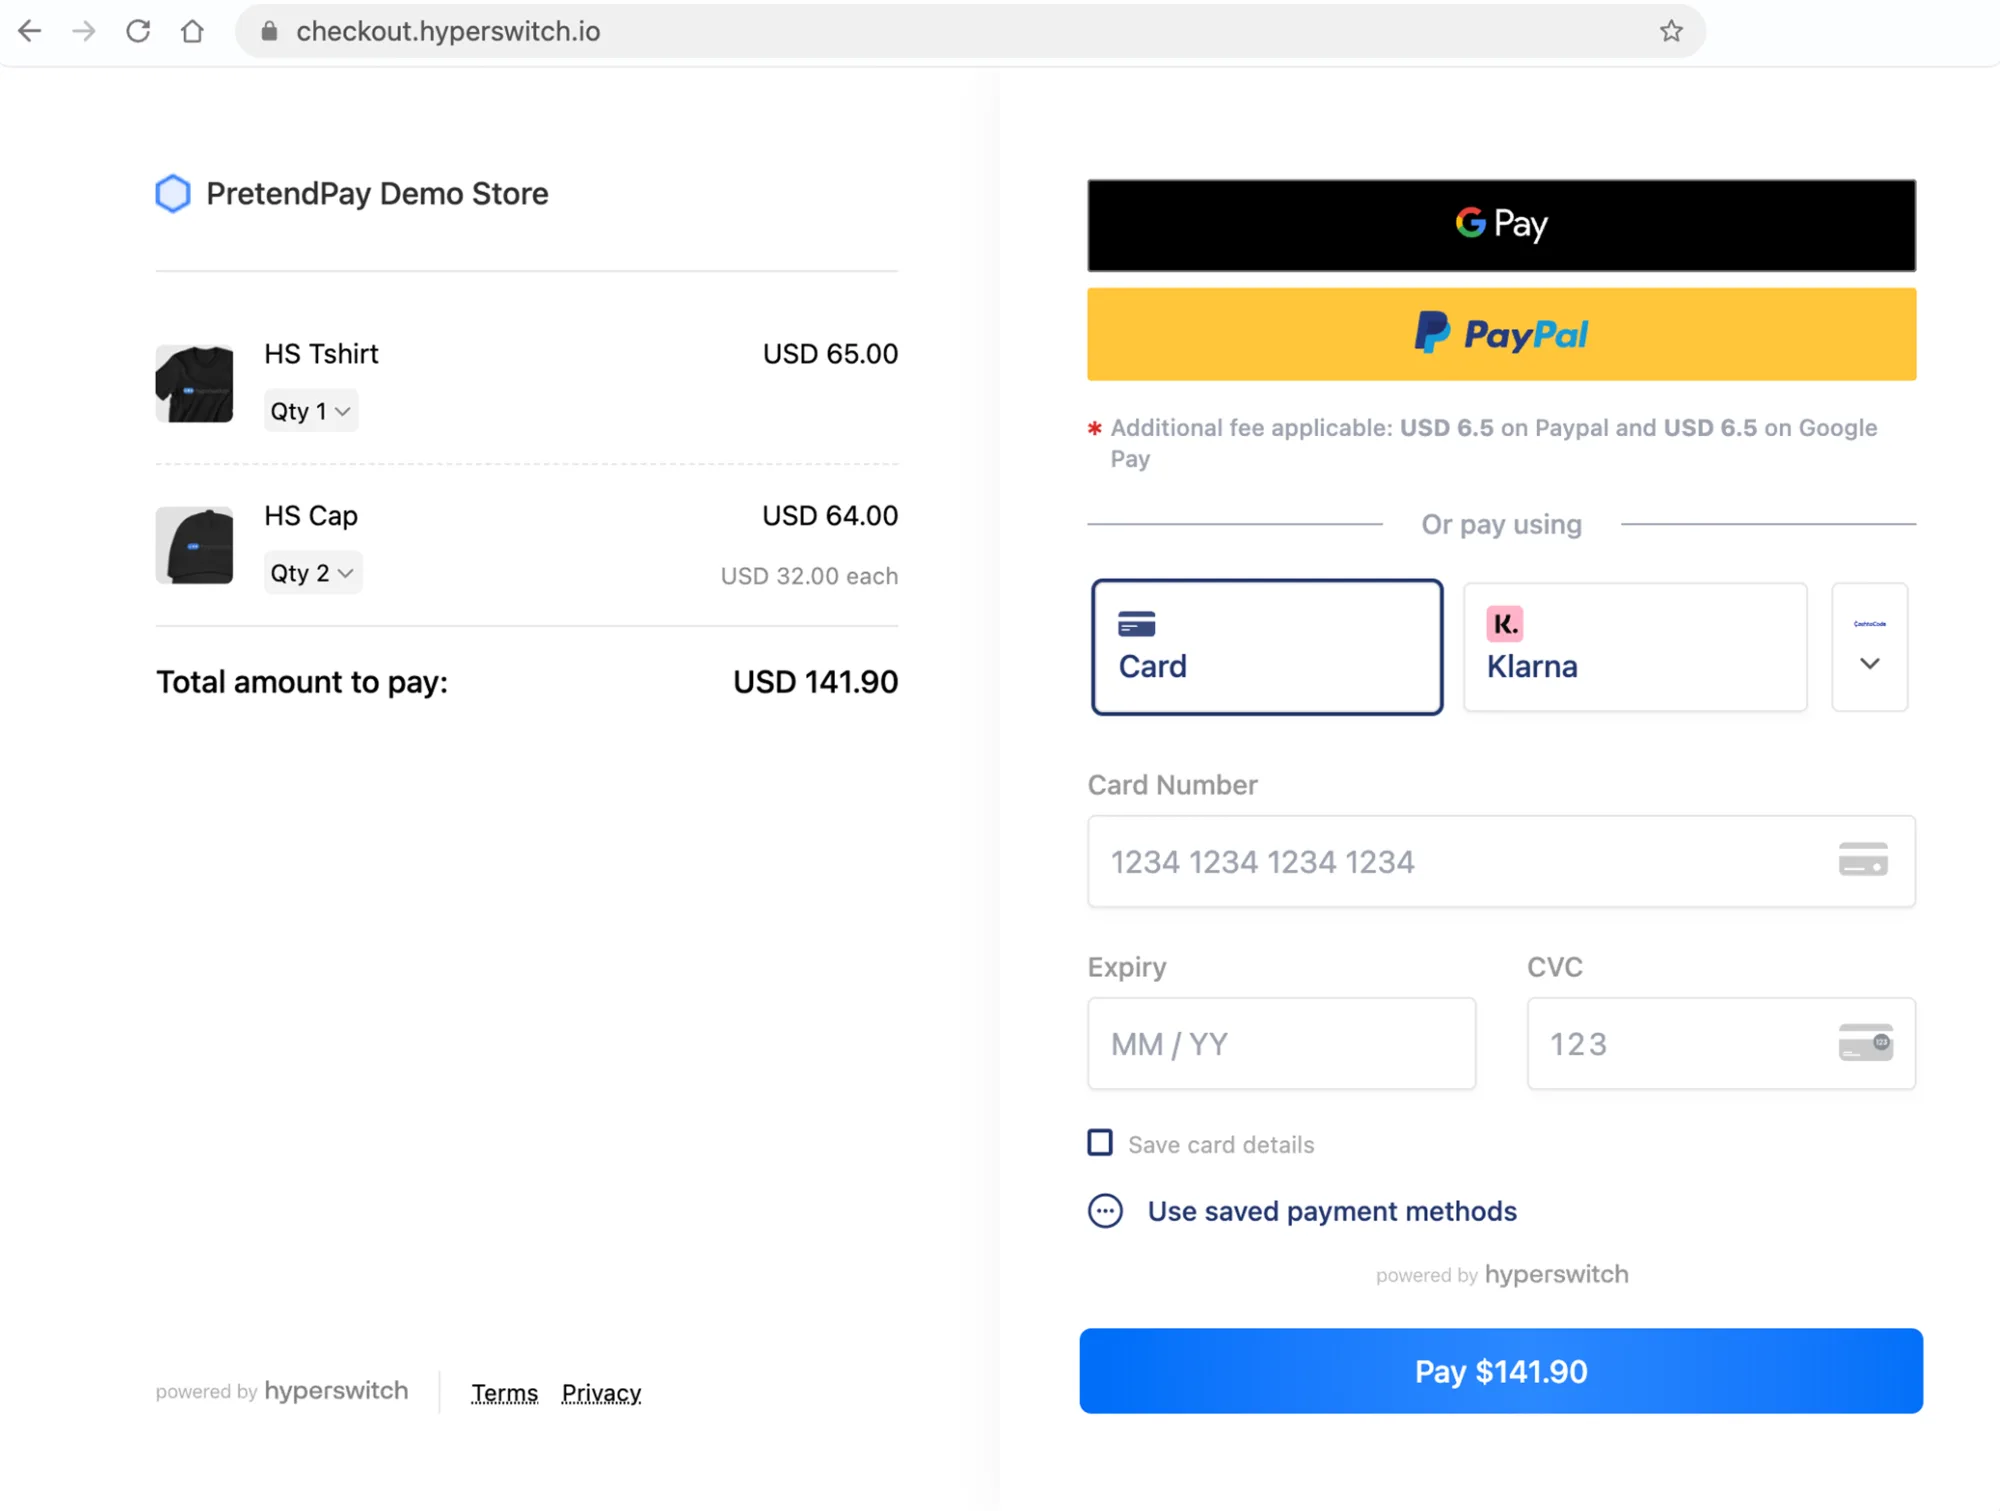 checkout.hyperswitch.io
PretendPay Demo Store
HS Tshirt
USD 65.00
Qty 1
HS Cap
USD 64.00
Qty 2
USD 32.00 each
Total amount to pay:
USD 141.90
powered by hyperswitch
Terms
Privacy
G Pay
PayPal
* Additional fee applicable: USD 6.5 on Paypal and USD 6.5 on Google
Pay
Or pay using
K.
Card
Klarna
CashtoCode
Card Number
1234 1234 1234 1234
Expiry
CVC
MM / YY
123
123
Save card details
Use saved payment methods
powered by hyperswitch
Pay $141.90